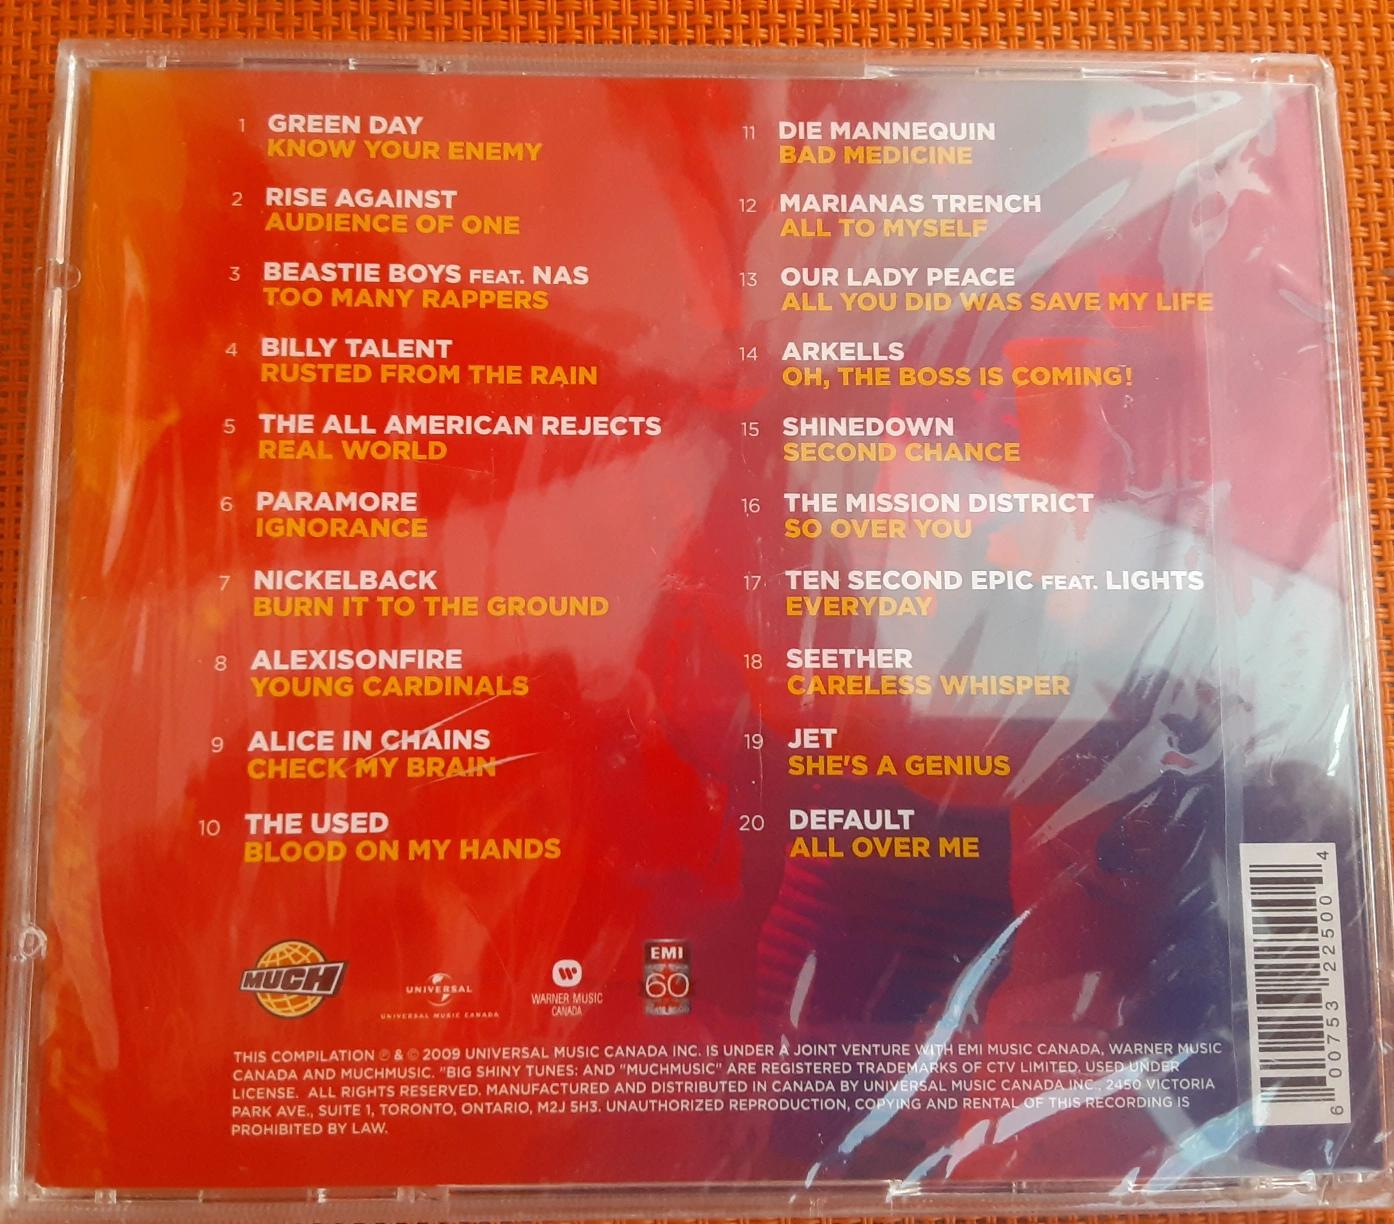 1 GREEN DAY
KNOW YOUR ENEMY
2 RISE AGAINST
AUDIENCE OF ONE
3 BEASTIE BOYS FEAT. NAS
TOO MANY RAPPERS
4 BILLY TALENT
RUSTED FROM THE RAIN
5 THE ALL AMERICAN REJECTS
REAL WORLD
6 PARAMORE
IGNORANCE
7 NICKELBACK
BURN IT TO THE GROUND
8 ALEXISONFIRE
YOUNG CARDINALS
9 ALICE IN CHAINS
CHECK MY BRAIN
10 THE USED
BLOOD ON MY HANDS
11 DIE MANNEQUIN
BAD MEDICINE
12 MARIANAS TRENCH
ALL TO MYSELF
13 OUR LADY PEACE
ALL YOU DID WAS SAVE MY LIFE
14 ARKELLS
OH, THE BOSS IS COMING!
15 SHINEDOWN
SECOND CHANCE
16 THE MISSION DISTRICT
SO OVER YOU
17 TEN SECOND EPIC FEAT. LIGHTS
EVERYDAY
18 SEETHER
CARELESS WHISPER
19 JET
SHE'S A GENIUS
20 DEFAULT
ALL OVER ME
MUCH
UNIVERSAL
UNIVERSAL MUSIC CANADA
WARNER MUSIC
CANADA
EMI
60
THIS COMPILATION ℗ & © 2009 UNIVERSAL MUSIC CANADA INC. IS UNDER A JOINT VENTURE WITH EMI MUSIC CANADA, WARNER MUSIC
CANADA AND MUCHMUSIC. "BIG SHINY TUNES: AND "MUCHMUSIC" ARE REGISTERED TRADEMARKS OF CTV LIMITED. USED UNDER
LICENSE. ALL RIGHTS RESERVED. MANUFACTURED AND DISTRIBUTED IN CANADA BY UNIVERSAL MUSIC CANADA INC., 2450 VICTORIA
PARK AVE., SUITE 1, TORONTO, ONTARIO, M2J 5H3. UNAUTHORIZED REPRODUCTION, COPYING AND RENTAL OF THIS RECORDING IS
PROHIBITED BY LAW.
6 00753 22500 4